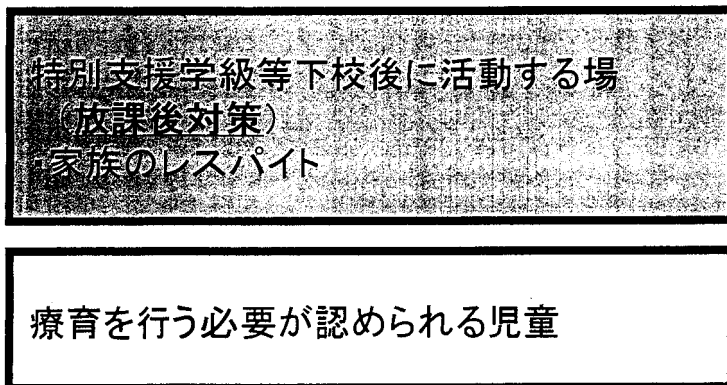 特別支援学級等下校後に活動する場
（放課後対策）
・家族のレスパイト
療育を行う必要が認められる児童